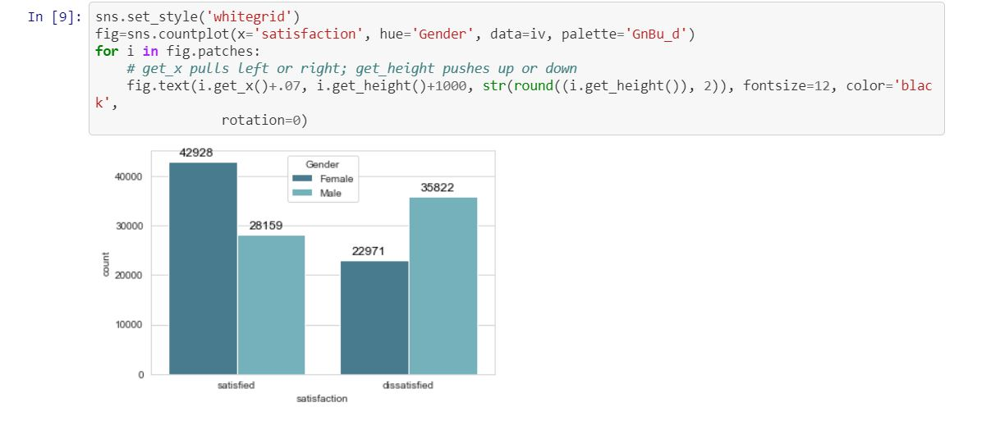 In [9]: sns.set_style('whitegrid')
fig=sns.countplot(x='satisfaction', hue='Gender', data=iv, palette='GnBu_d')
for i in fig.patches:
    # get_x pulls left or right; get_height pushes up or down
    fig.text(i.get_x()+.07, i.get_height()+1000, str(round((i.get_height()), 2)), fontsize=12, color='blac
k',
                rotation=0)
42928
Gender
Female
Male
35822
28159
22971
40000
30000
20000
10000
0
count
satisfied
dissatisfied
satisfaction